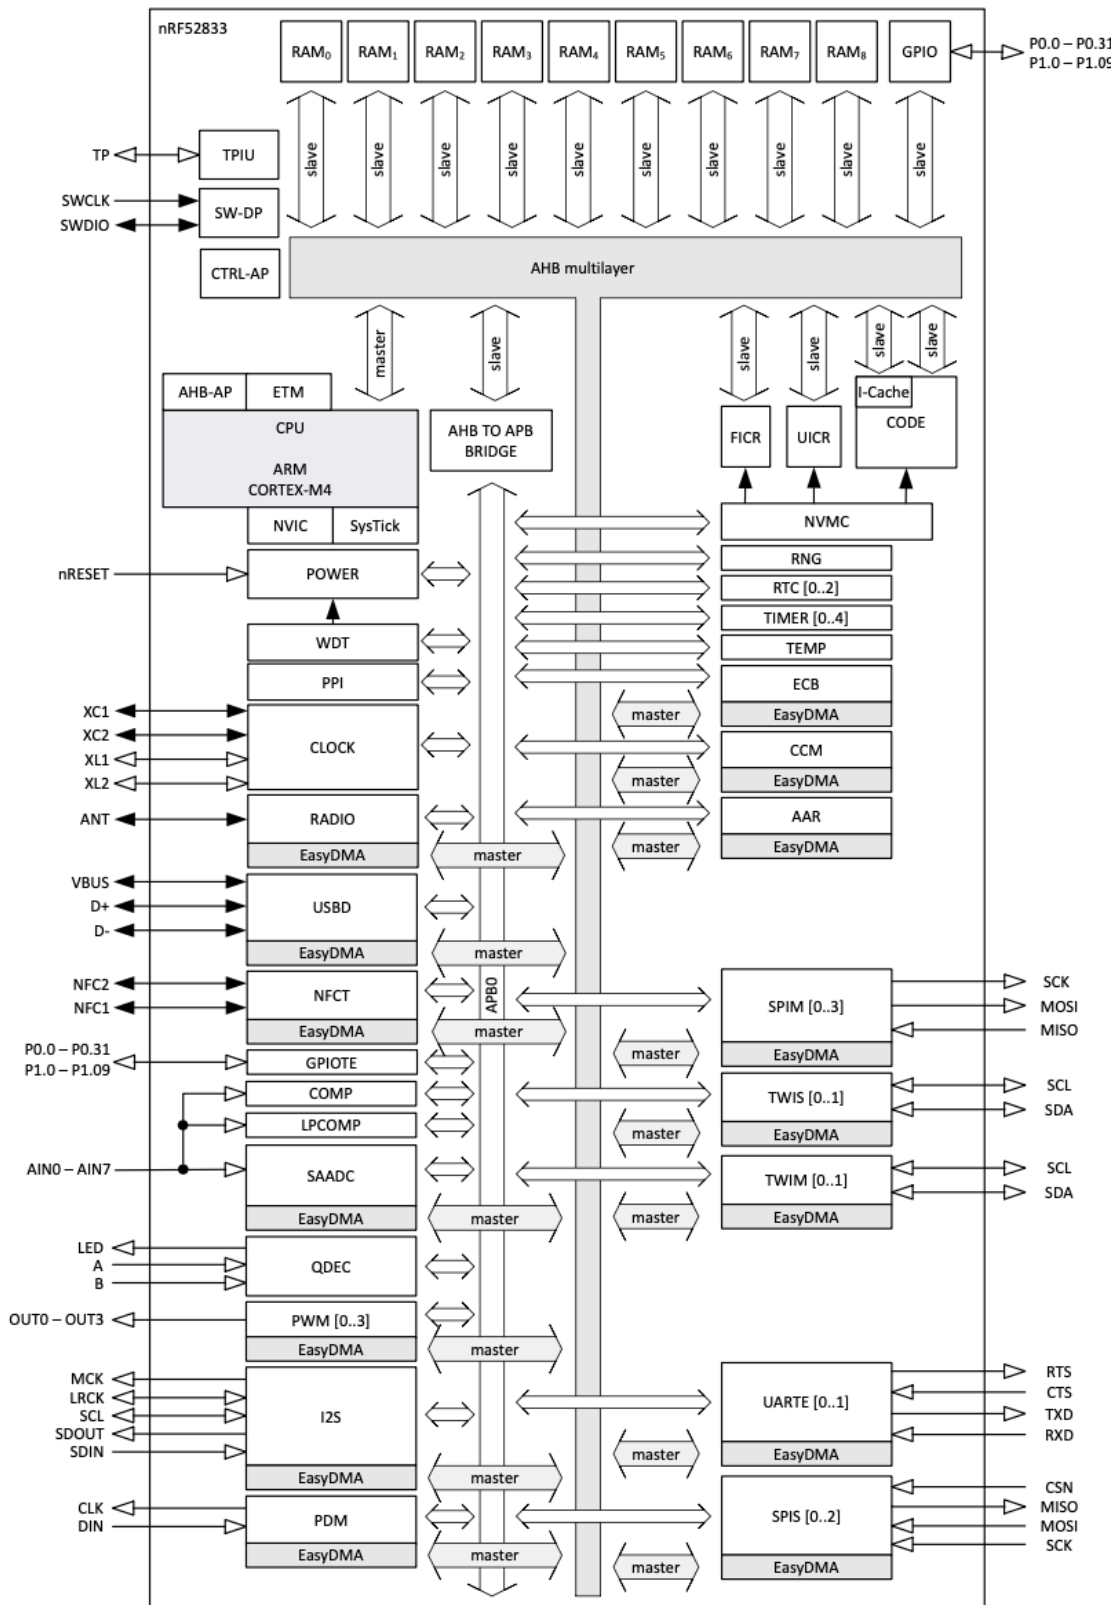 nRF52833
RAM0 RAM1 RAM2 RAM3 RAM4 RAM5 RAM6 RAM7 RAM8 GPIO
P0.0 – P0.31
P1.0 – P1.09
slave slave slave slave slave slave slave slave slave slave
TP TPIU
SWCLK
SW-DP
SWDIO
CTRL-AP
AHB multilayer
master slave slave slave slave slave
AHB-AP ETM
I-Cache
CPU
ARM
CORTEX-M4
AHB TO APB
BRIDGE
FICR UICR CODE
NVIC SysTick
NVMC
nRESET POWER
RNG
RTC [0..2]
TIMER [0..4]
WDT
TEMP
PPI
ECB
master EasyDMA
XC1
XC2
XL1
XL2
CLOCK
CCM
master EasyDMA
ANT RADIO
EasyDMA master
AAR
master EasyDMA
VBUS
D+
D-
USBD
EasyDMA master
NFC2
NFC1
NFCT
EasyDMA master
APB0
SPIM [0..3]
master EasyDMA
SCK
MOSI
MISO
P0.0 – P0.31
P1.0 – P1.09
GPIOTE
COMP
LPCOMP
TWIS [0..1]
master EasyDMA
SCL
SDA
AIN0 – AIN7 SAADC
EasyDMA master
TWIM [0..1]
master EasyDMA
SCL
SDA
LED
A
B
QDEC
OUT0 – OUT3 PWM [0..3]
EasyDMA master
MCK
LRCK
SCL
SDOUT
SDIN
I2S
EasyDMA master
UARTE [0..1]
master EasyDMA
RTS
CTS
TXD
RXD
CLK
DIN
PDM
EasyDMA master
SPIS [0..2]
master EasyDMA
CSN
MISO
MOSI
SCK